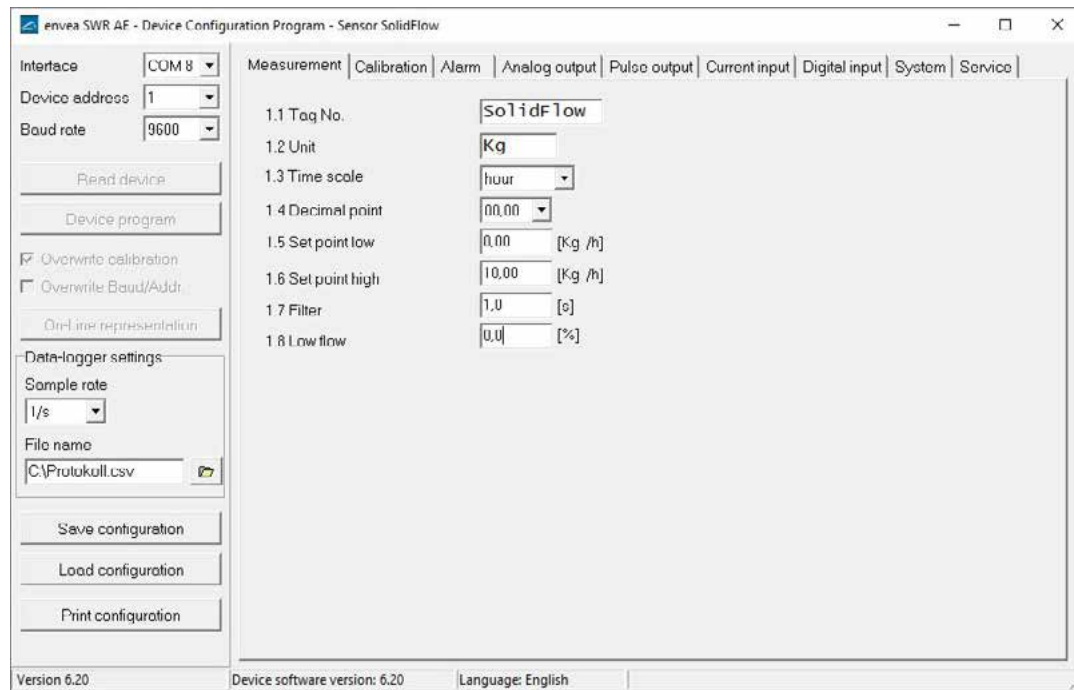 envea SWR AE - Device Configuration Program - Sensor SolidFlow
Interface COM 8
Device address 1
Baud rate 9600
Read device
Device program
Overwrite calibration
Overwrite Baud/Addr.
On-Line representation
Data-logger settings
Sample rate
1/s
File name
C:\Protokoll.csv
Save configuration
Load configuration
Print configuration
Measurement Calibration Alarm Analog output Pulse output Current input Digital input System Service
1.1 Tag No. SolidFlow
1.2 Unit Kg
1.3 Time scale hour
1.4 Decimal point 00,00
1.5 Set point low 0,00 [Kg /h]
1.6 Set point high 10,00 [Kg /h]
1.7 Filter 1,0 [s]
1.8 Low flow 0,0 [%]
Version 6.20 Device software version: 6.20 Language: English